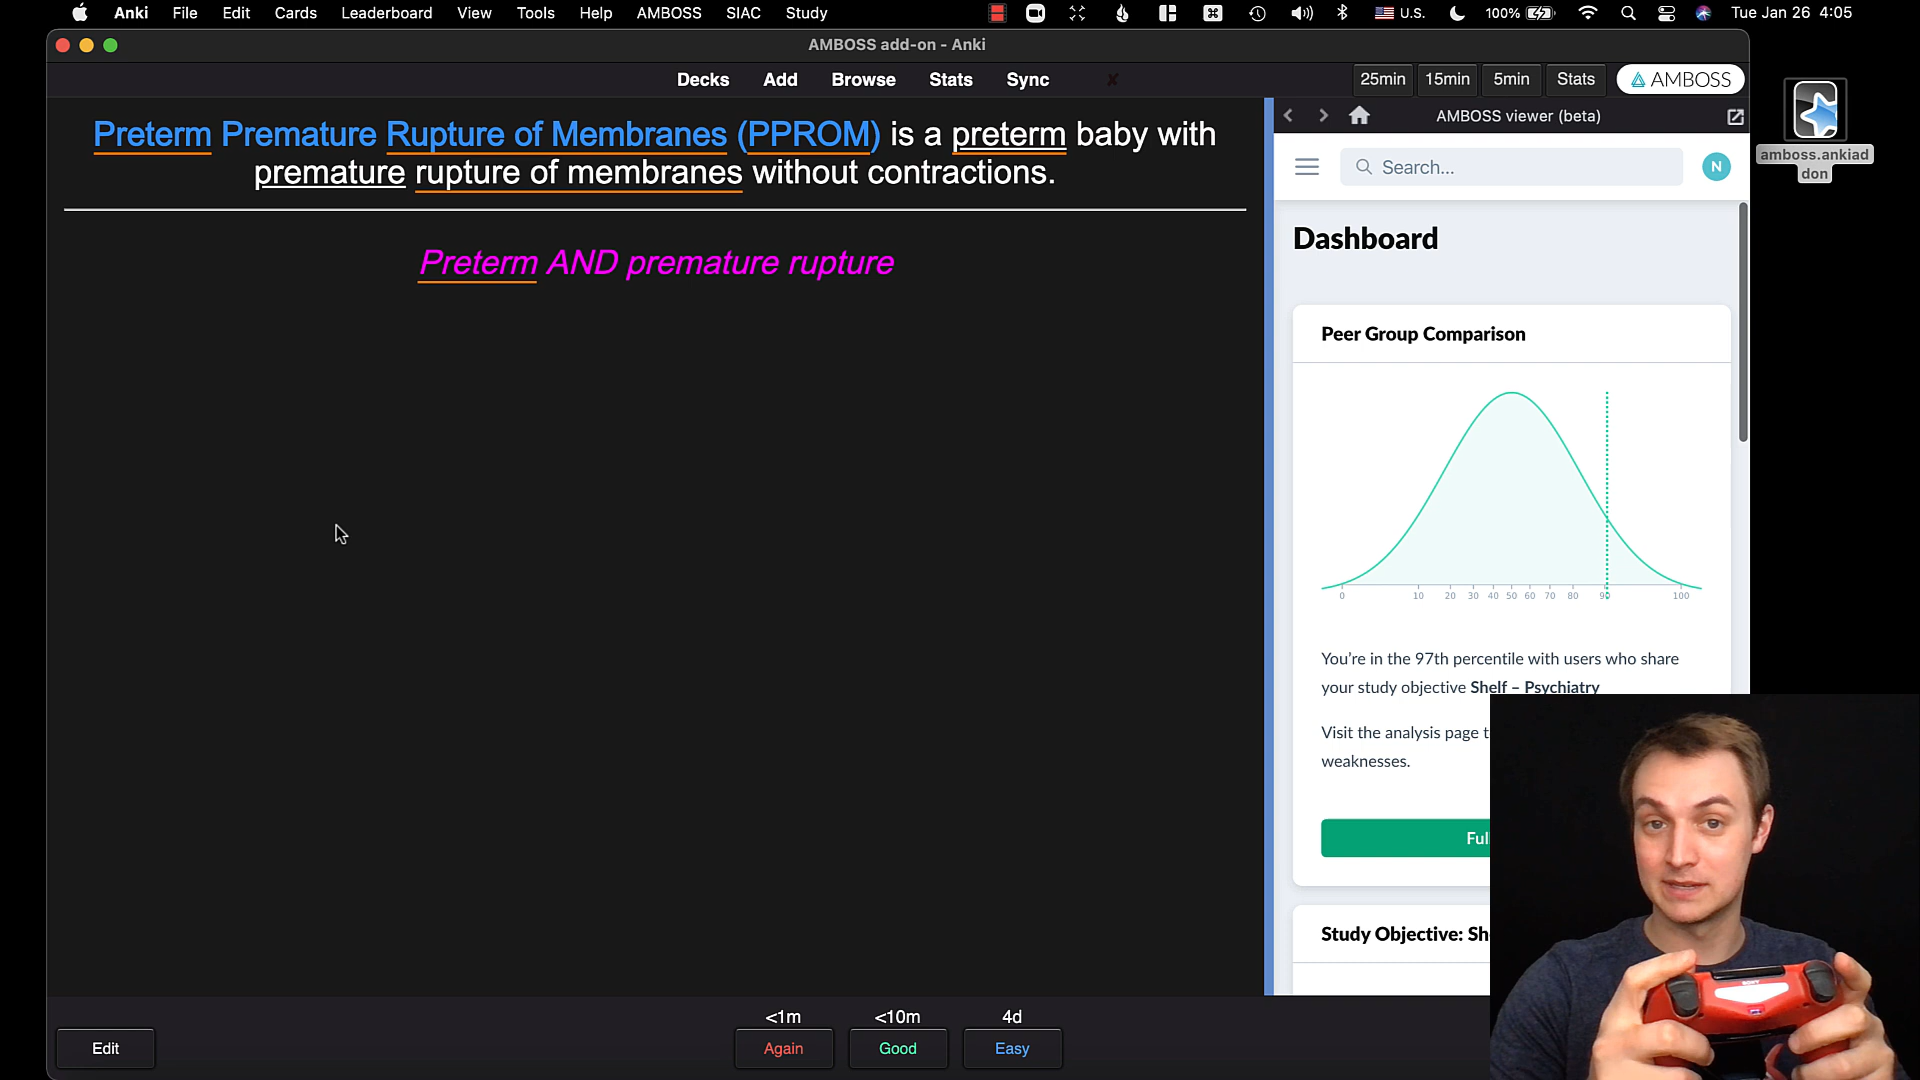 Anki File Edit Cards Leaderboard View Tools Help AMBOSS SIAC Study U.S. 100% Tue Jan 26 4:05
AMBOSS add-on - Anki
Decks Add Browse Stats Sync 25min 15min 5min Stats AMBOSS
Preterm Premature Rupture of Membranes (PPROM) is a preterm baby with
premature rupture of membranes without contractions.
Preterm AND premature rupture
AMBOSS viewer (beta)
amboss.ankiad
don
Search...
N
Dashboard
Peer Group Comparison
0 10 20 30 40 50 60 70 80 90 100
You're in the 97th percentile with users who share
your study objective Shelf – Psychiatry
Visit the analysis page t
weaknesses.
Ful
Study Objective: Sh
<1m <10m 4d
Edit Again Good Easy
SONY